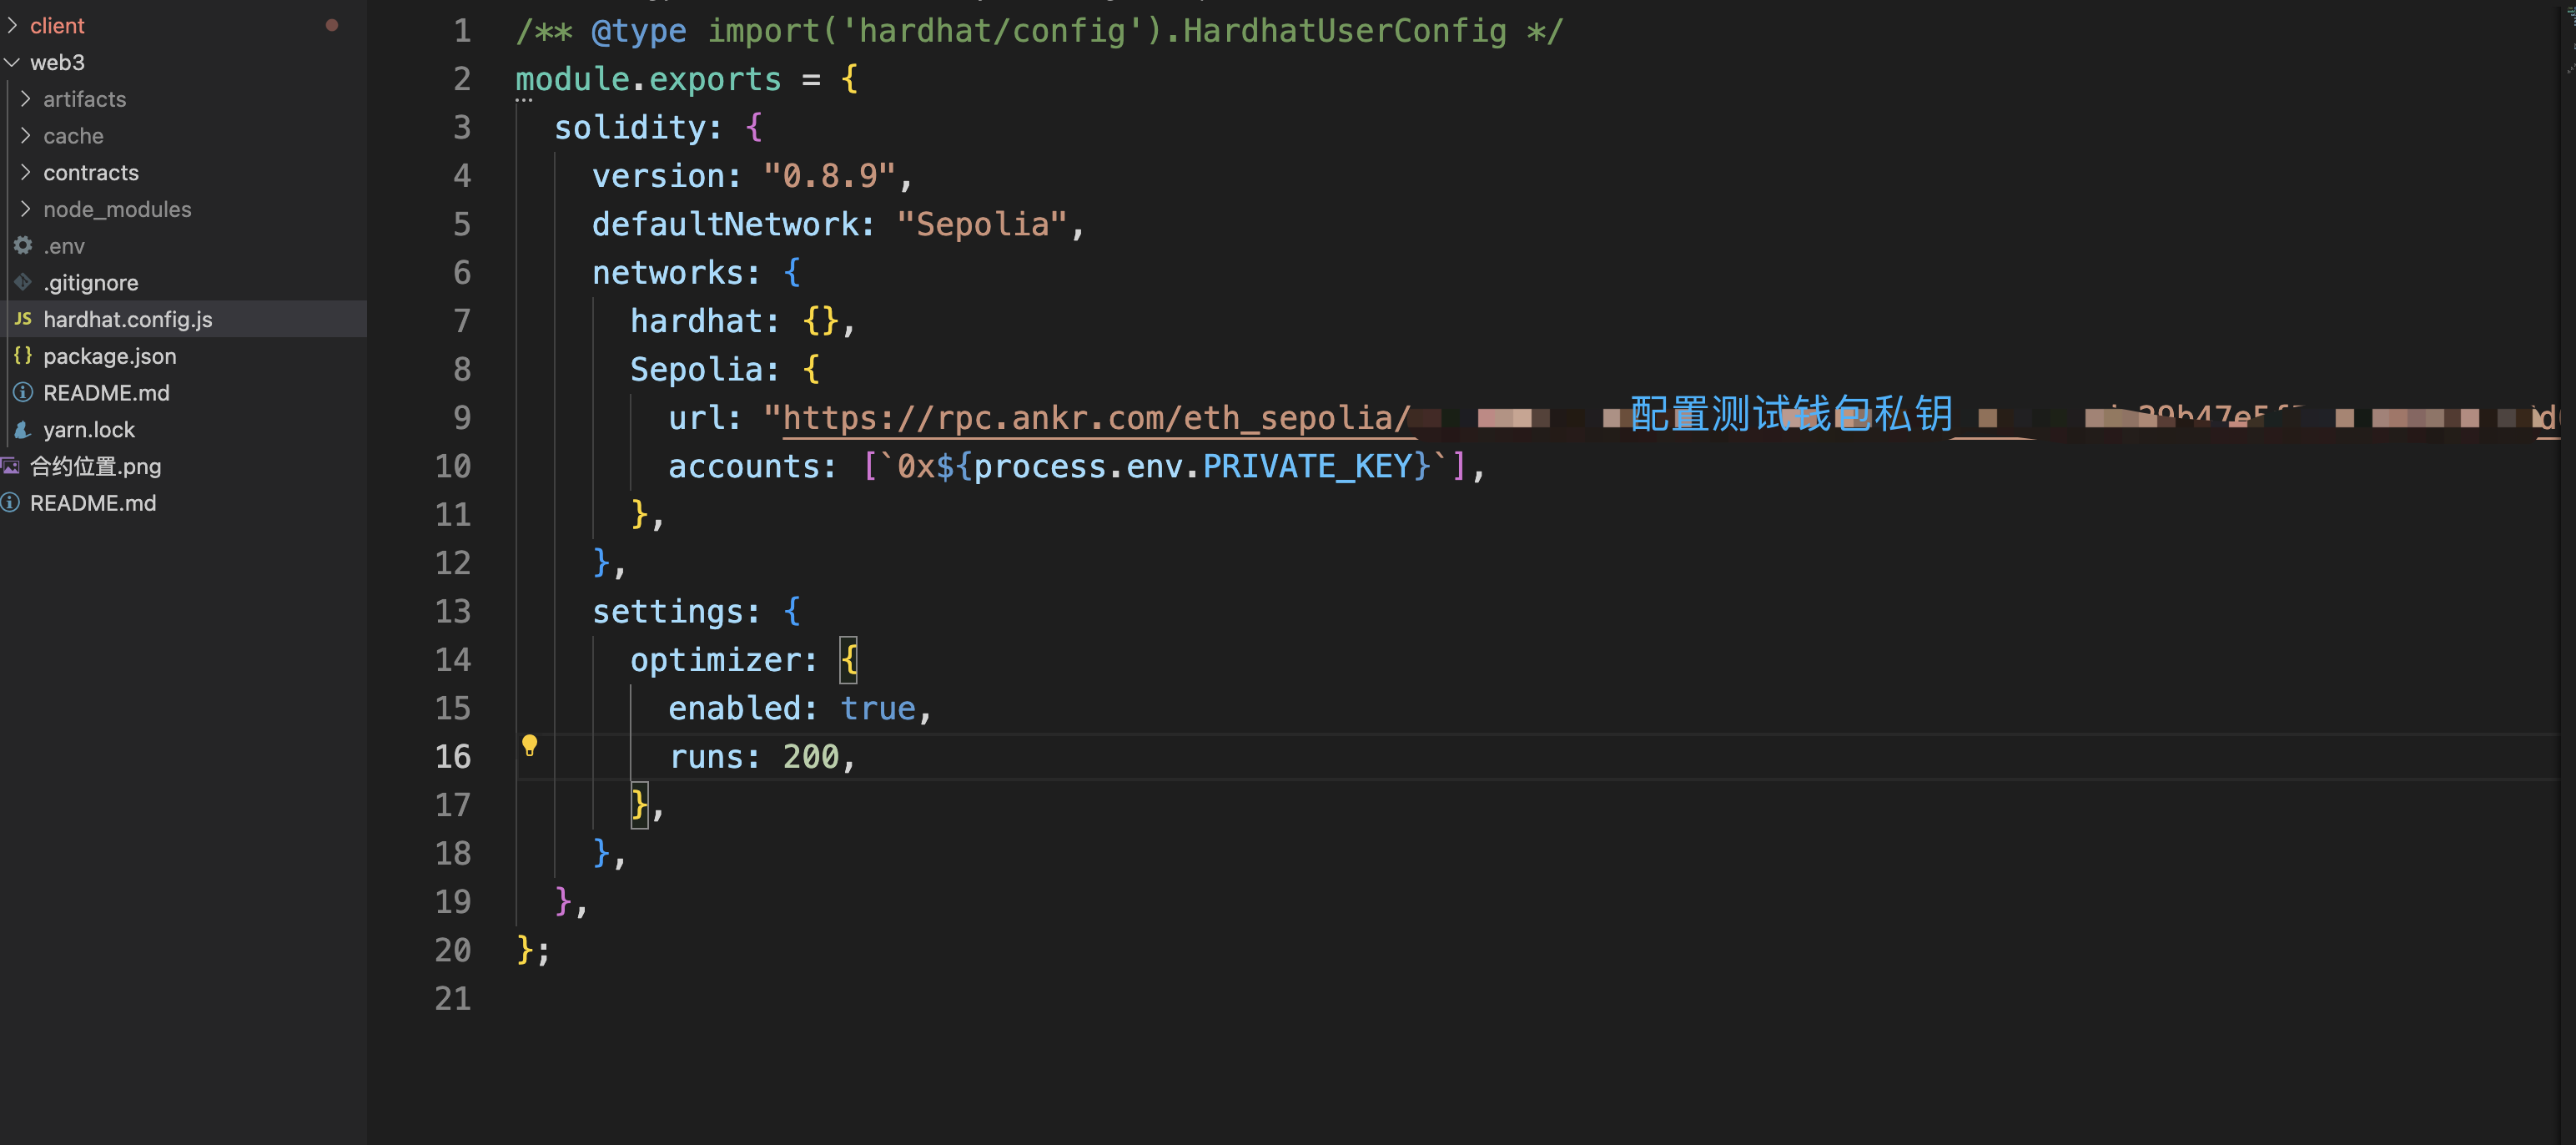 client
web3
artifacts
cache
contracts
node_modules
.env
.gitignore
JS hardhat.config.js
{} package.json
README.md
yarn.lock
合约位置.png
README.md
1 /** @type import('hardhat/config').HardhatUserConfig */
2 module.exports = {
3 solidity: {
4 version: "0.8.9",
5 defaultNetwork: "Sepolia",
6 networks: {
7 hardhat: {},
8 Sepolia: {
9 url: "https://rpc.ankr.com/eth_sepolia/
配置测试钱包私钥
10 accounts: [`0x${process.env.PRIVATE_KEY}`],
11 },
12 },
13 settings: {
14 optimizer: {
15 enabled: true,
16 runs: 200,
17 },
18 },
19 },
20 };
21